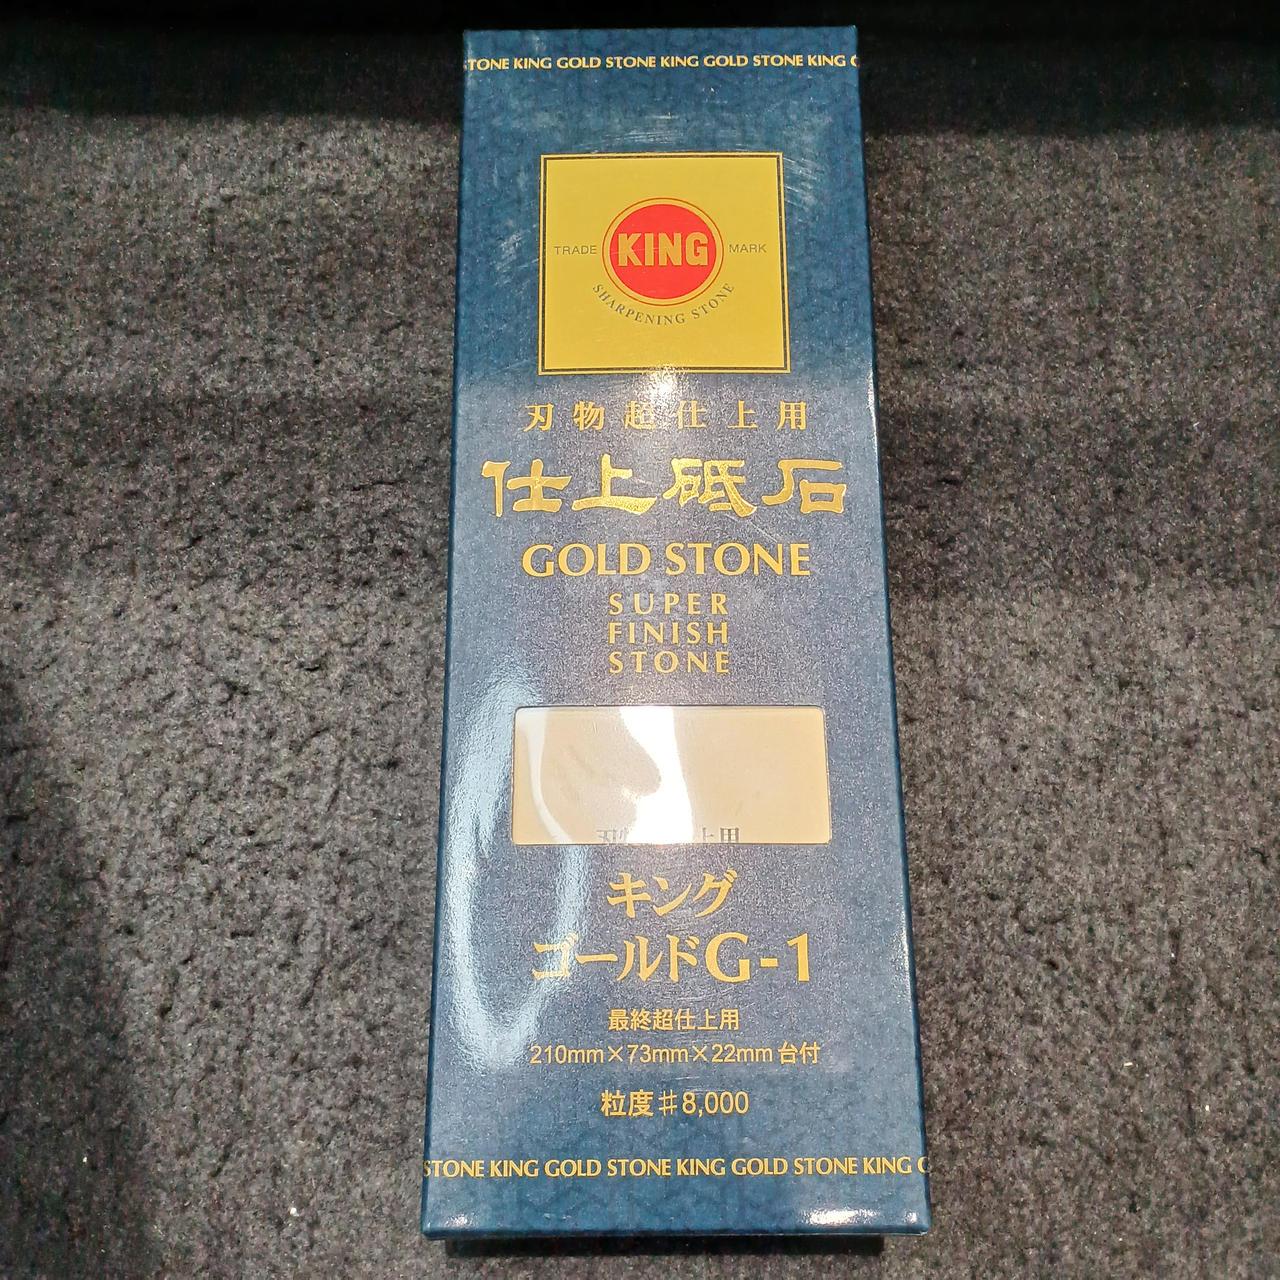 STONE KING GOLD STONE KING GOLD STONE KING
TRADE KING MARK
SHARPENING STONE
刃物超仕上用
仕上砥石
GOLD STONE
SUPER
FINISH
STONE
上用
キング
ゴールドG-1
最終超仕上用
210mm×73mm×22mm 台付
粒度#8,000
STONE KING GOLD STONE KING GOLD STONE KING